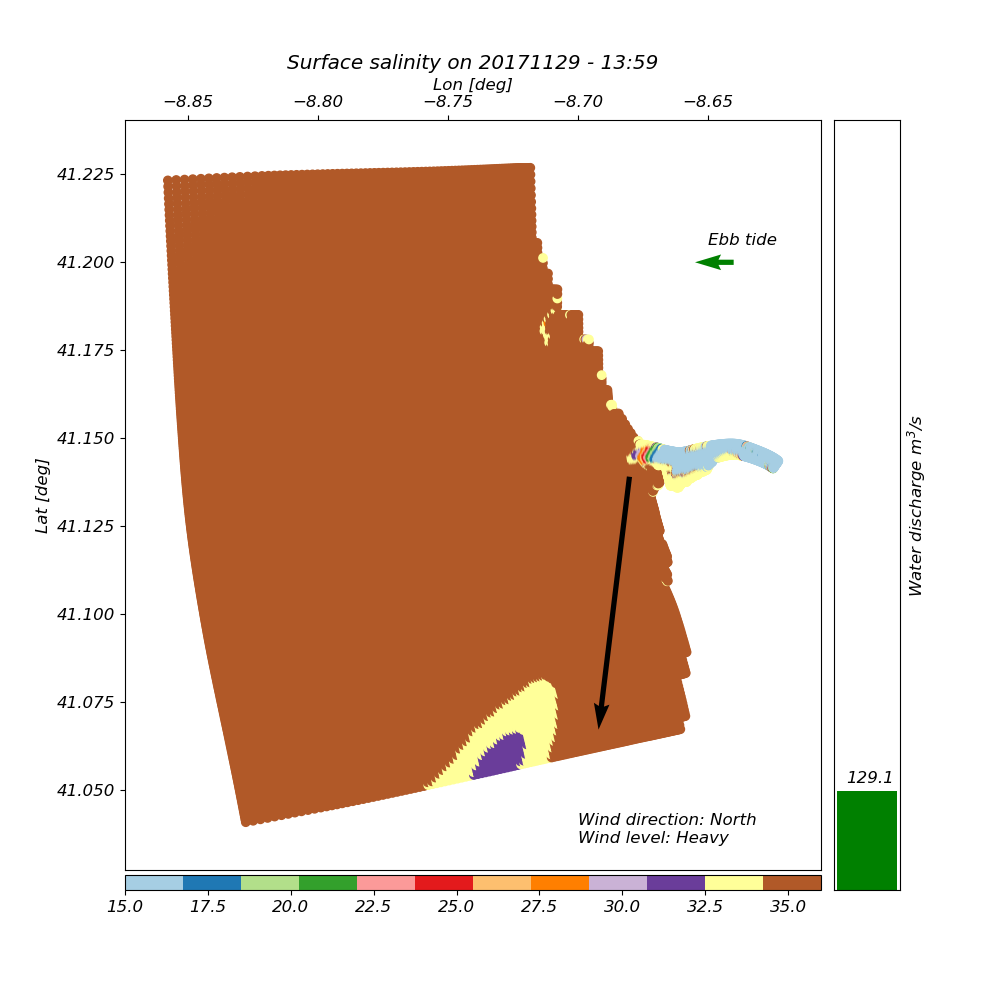 Surface salinity on 20171129 - 13:59
Lon [deg]
−8.85 −8.80 −8.75 −8.70 −8.65
41.225
41.200
41.175
41.150
41.125
41.100
41.075
41.050
Lat [deg]
Ebb tide
Wind direction: North
Wind level: Heavy
129.1
Water discharge m³/s
15.0 17.5 20.0 22.5 25.0 27.5 30.0 32.5 35.0